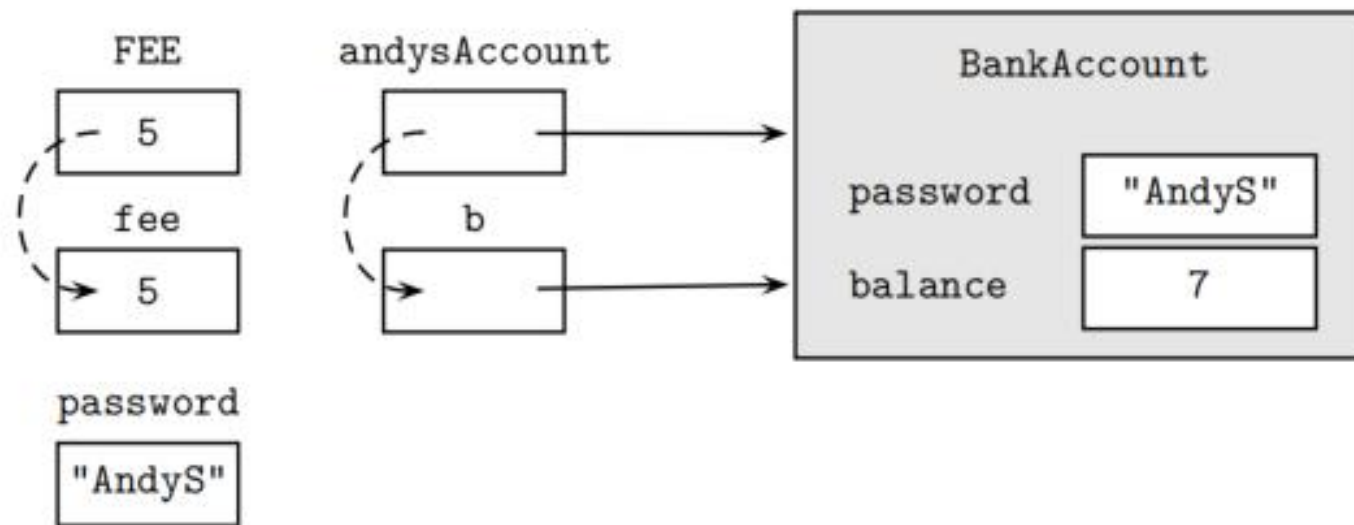 FEE
5
fee
5
password
"AndyS"
andysAccount
b
BankAccount
password "AndyS"
balance 7